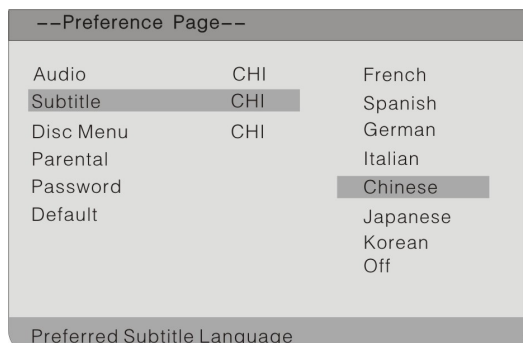 --Preference Page--
Audio CHI
Subtitle CHI
Disc Menu CHI
Parental
Password
Default
French
Spanish
German
Italian
Chinese
Japanese
Korean
Off
Preferred Subtitle Language